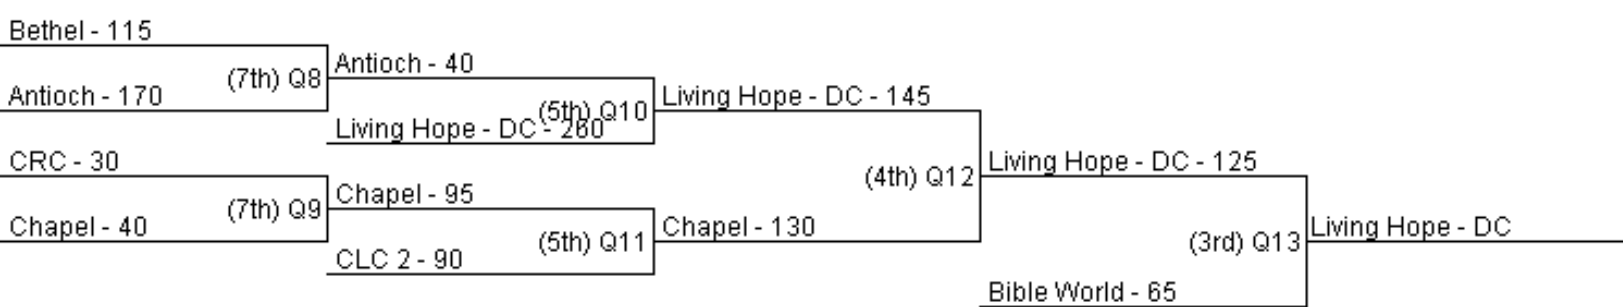 Bethel - 115
(7th) Q8
Antioch - 170
Antioch - 40
(5th) Q10
Living Hope - DC - 260
Living Hope - DC - 145
CRC - 30
(7th) Q9
Chapel - 40
Chapel - 95
(5th) Q11
CLC 2 - 90
Chapel - 130
(4th) Q12
Living Hope - DC - 125
(3rd) Q13
Bible World - 65
Living Hope - DC